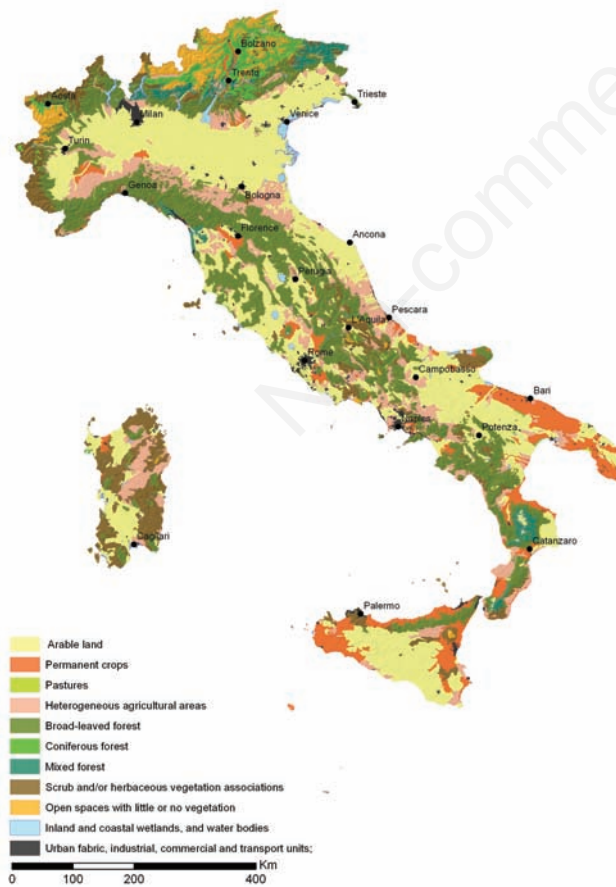 Bolzano
Trento
Aosta
Trieste
Milan
Venice
Turin
Genoa
Bologna
Florence
Ancona
Perugia
Pescara
L'Aquila
Rome
Campobasso
Bari
Naples
Potenza
Cagliari
Catanzaro
Palermo
Arable land
Permanent crops
Pastures
Heterogeneous agricultural areas
Broad-leaved forest
Coniferous forest
Mixed forest
Scrub and/or herbaceous vegetation associations
Open spaces with little or no vegetation
Inland and coastal wetlands, and water bodies
Urban fabric, industrial, commercial and transport units;
Km
0 100 200 400